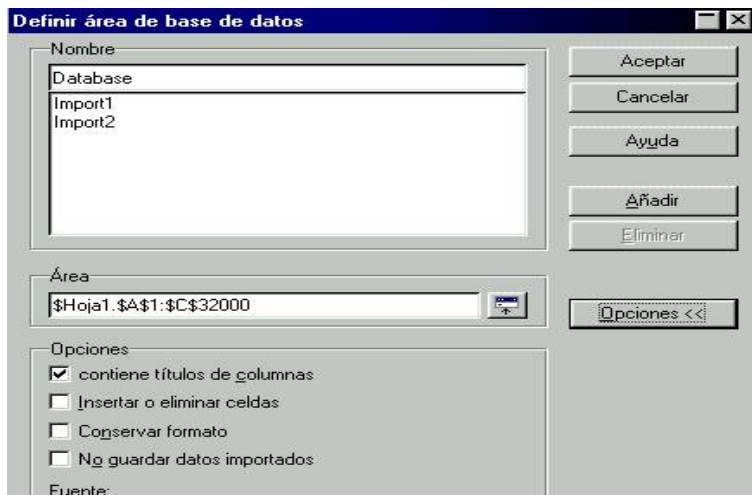 Definir área de base de datos
Nombre
Database
Import1
Import2
Aceptar
Cancelar
Ayuda
Añadir
Eliminar
Área
$Hoja1.$A$1:$C$32000
Opciones <<
Opciones
contiene títulos de columnas
Insertar o eliminar celdas
Conservar formato
No guardar datos importados
Fuente: